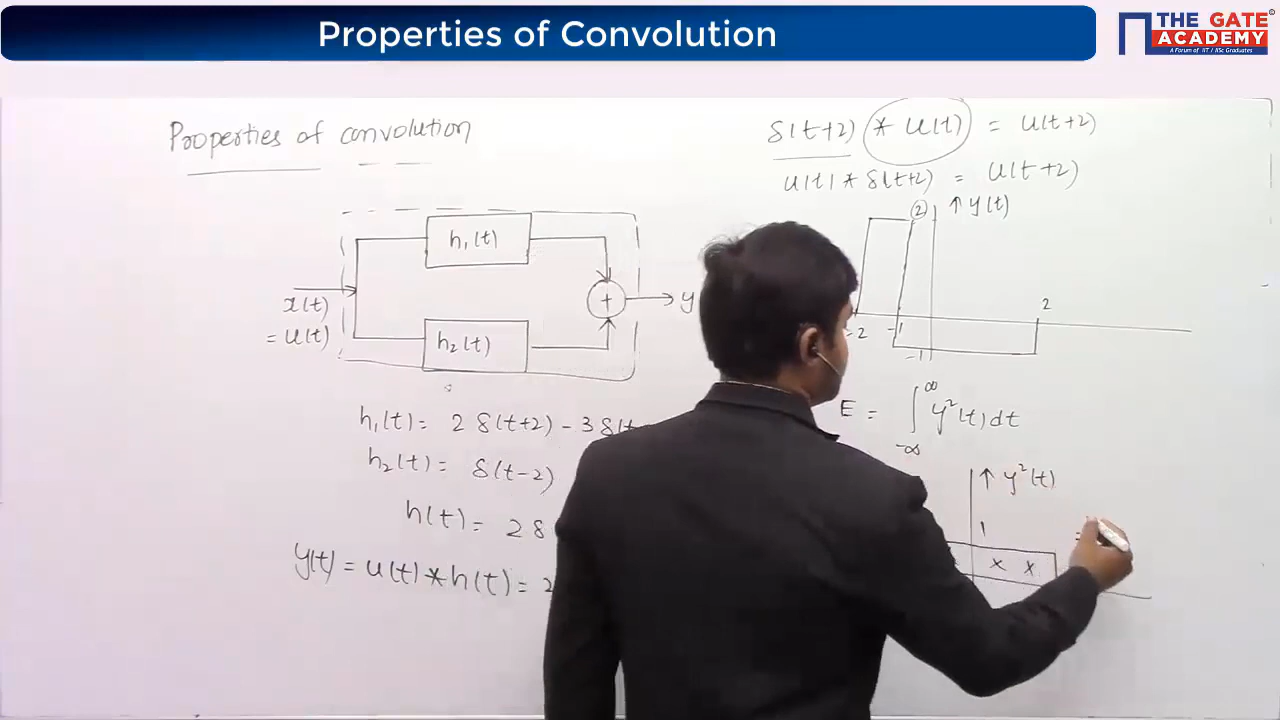 Properties of Convolution
THE GATE
ACADEMY
A Forum of IIT / IISc Graduates
Properties of convolution
δ(t+2) * u(t) = u(t+2)
u(t) * δ(t+2) = u(t+2)
h₁(t)
x(t)
= u(t)
h₂(t)
+
y
2
↑ y(t)
-2
-1
2
-1
h₁(t) = 2 δ(t+2) - 3 δ(t
h₂(t) = δ(t-2)
h(t) = 2 δ
y(t) = u(t) * h(t) = 2
E = ∫ y²(t) dt
∞
-∞
↑ y²(t)
1
x x
=